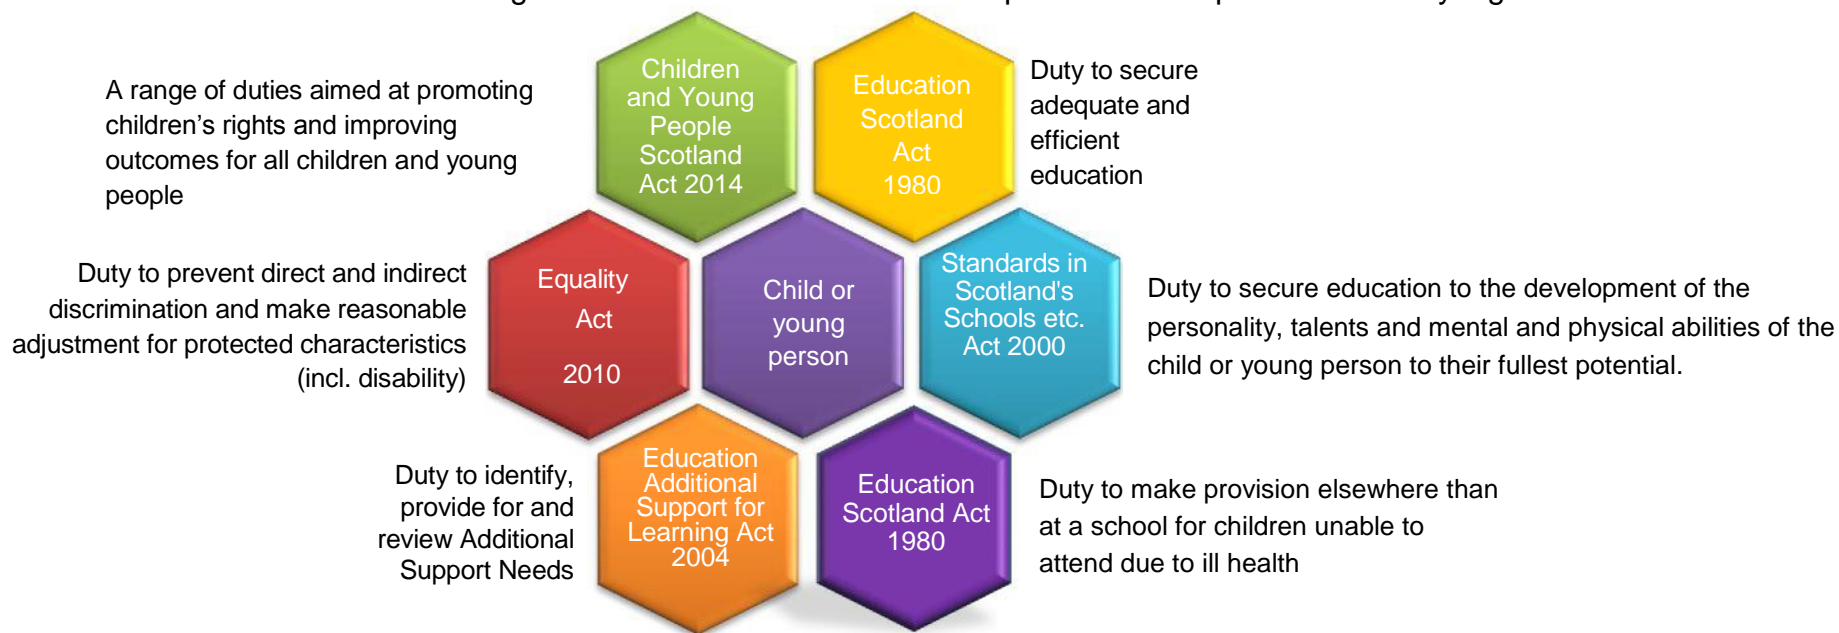 A range of duties aimed at promoting
children’s rights and improving
outcomes for all children and young
people
Children
and Young
People
Scotland
Act 2014
Education
Scotland
Act
1980
Duty to secure
adequate and
efficient
education
Duty to prevent direct and indirect
discrimination and make reasonable
adjustment for protected characteristics
(incl. disability)
Equality
Act
2010
Child or
young
person
Standards in
Scotland's
Schools etc.
Act 2000
Duty to secure education to the development of the
personality, talents and mental and physical abilities of the
child or young person to their fullest potential.
Duty to identify,
provide for and
review Additional
Support Needs
Education
Additional
Support for
Learning Act
2004
Education
Scotland Act
1980
Duty to make provision elsewhere than
at a school for children unable to
attend due to ill health